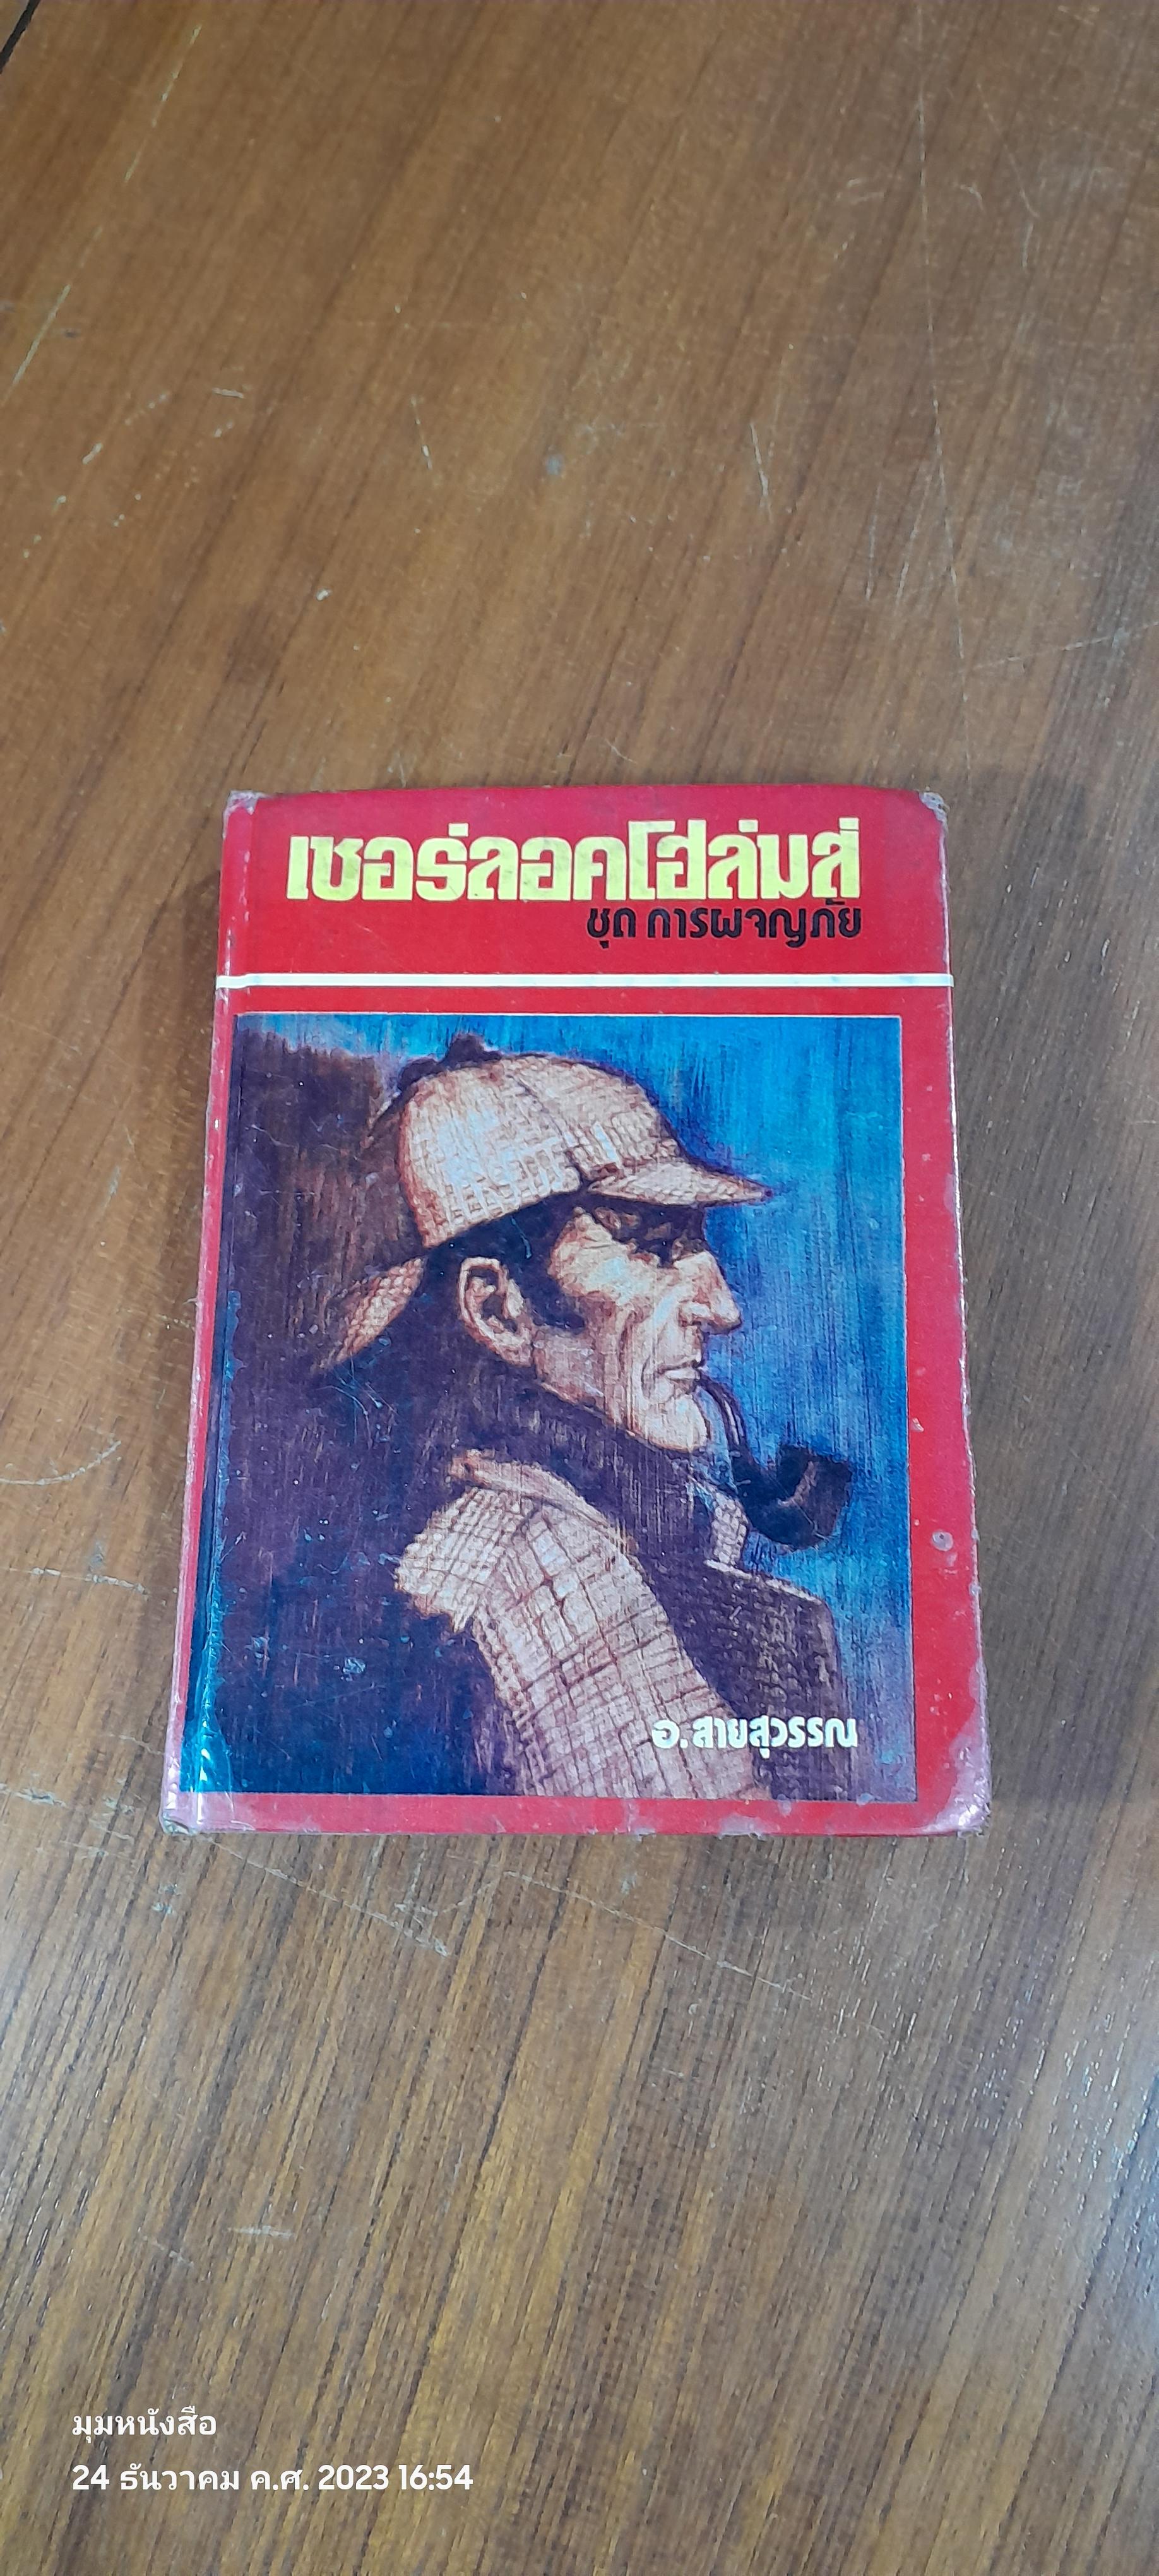 เชอร์ลอคโฮล์มส์
ชุด การผจญภัย
อ.สายสุวรรณ
มุมหนังสือ
24 ธันวาคม ค.ศ. 2023 16:54